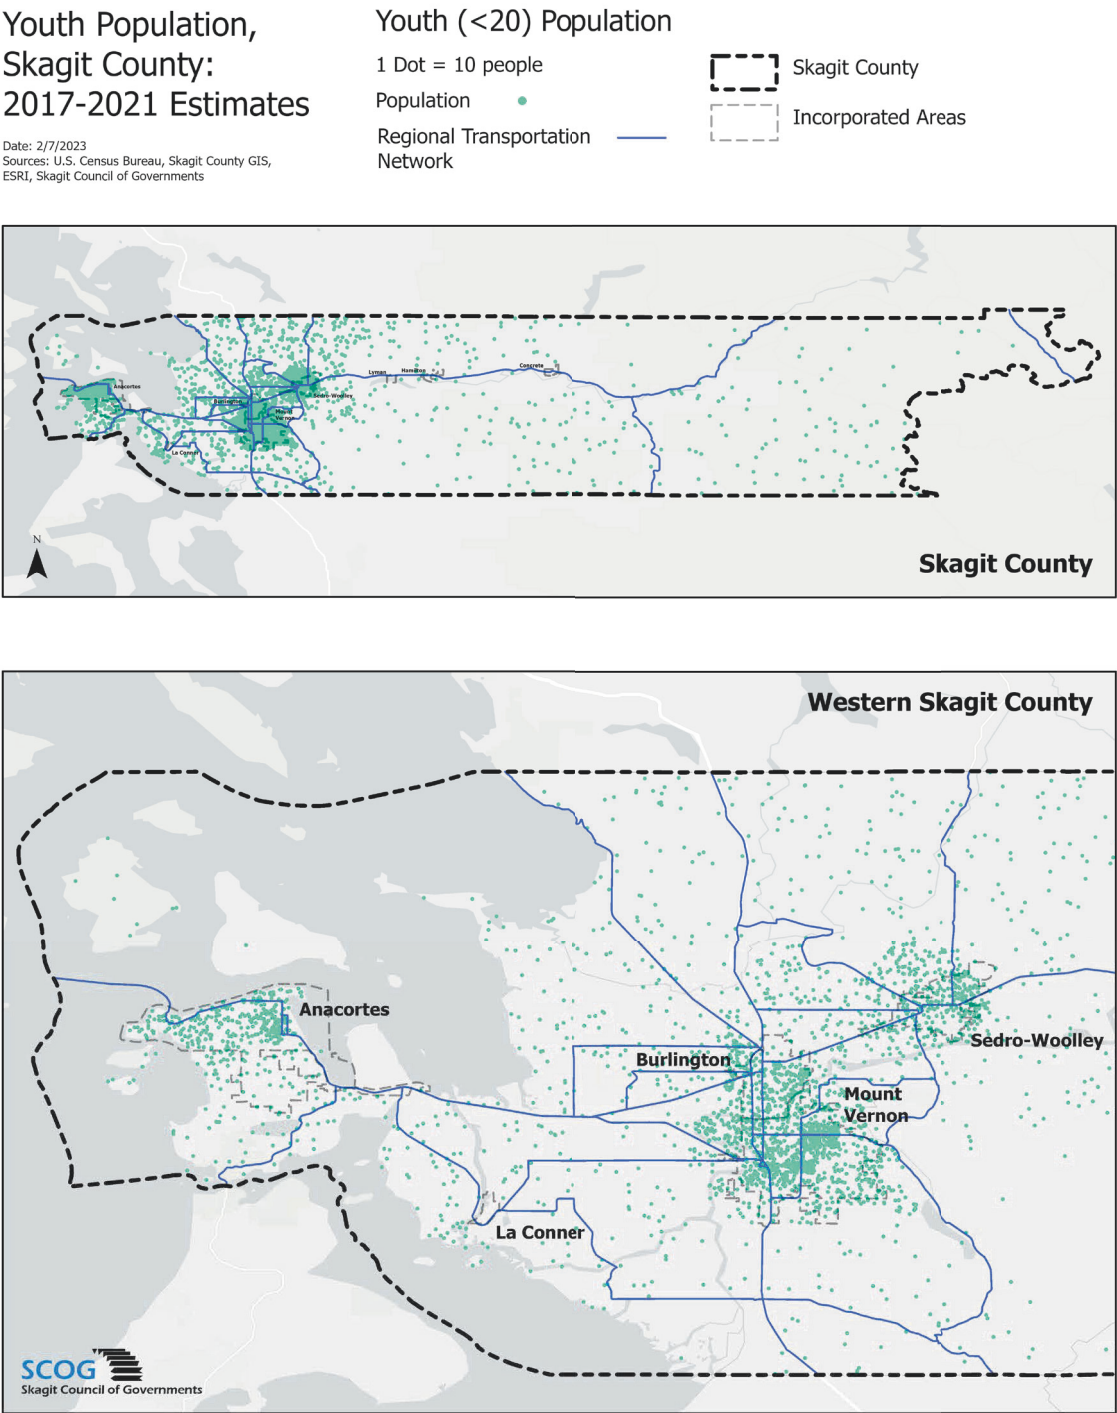 Youth Population,
Skagit County:
2017-2021 Estimates
Date: 2/7/2023
Sources: U.S. Census Bureau, Skagit County GIS,
ESRI, Skagit Council of Governments
Youth (<20) Population
1 Dot = 10 people
Population
Regional Transportation
Network
Skagit County
Incorporated Areas
Concrete
Lyman
Hamilton
Anacortes
Sedro-Woolley
Burlington
Mount
Vernon
La Conner
N
Skagit County
Western Skagit County
Anacortes
Sedro-Woolley
Burlington
Mount
Vernon
La Conner
SCOG
Skagit Council of Governments